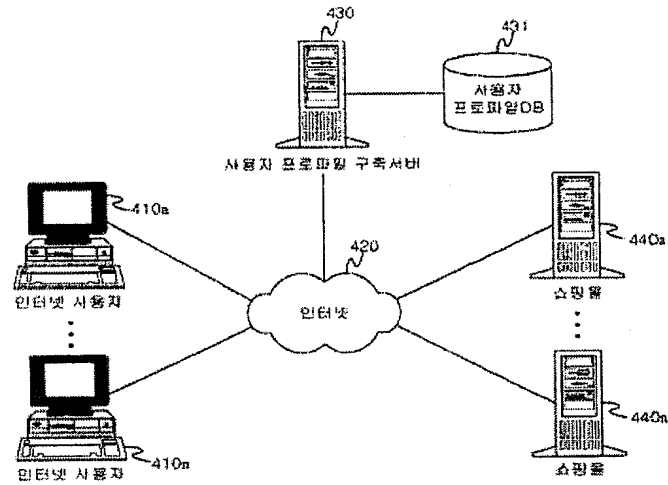 430
431
사용자
프로파일DB
사용자 프로파일 구축서버
410a
인터넷 사용자
420
인터넷
440a
쇼핑몰
410n
인터넷 사용자
440n
쇼핑몰